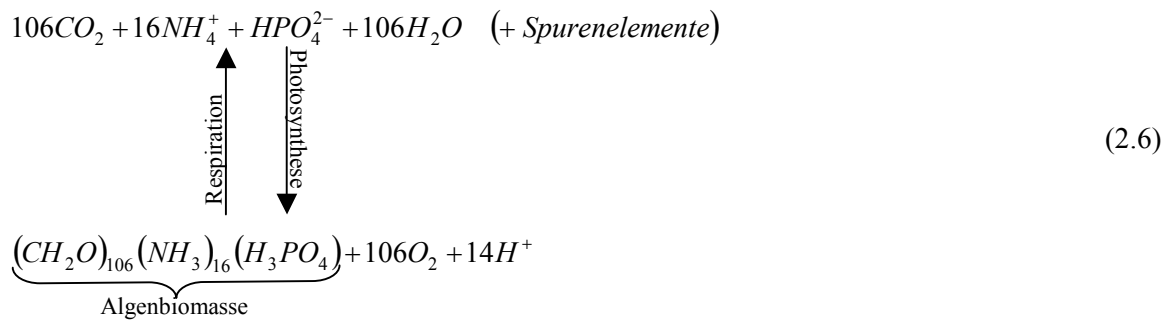 106CO₂ +16NH₄⁺ + HPO₄²⁻ +106H₂O (+ Spurenelemente)
Respiration
Photosynthese
(2.6)
(CH₂O)₁₀₆(NH₃)₁₆(H₃PO₄)+106O₂ +14H⁺
Algenbiomasse